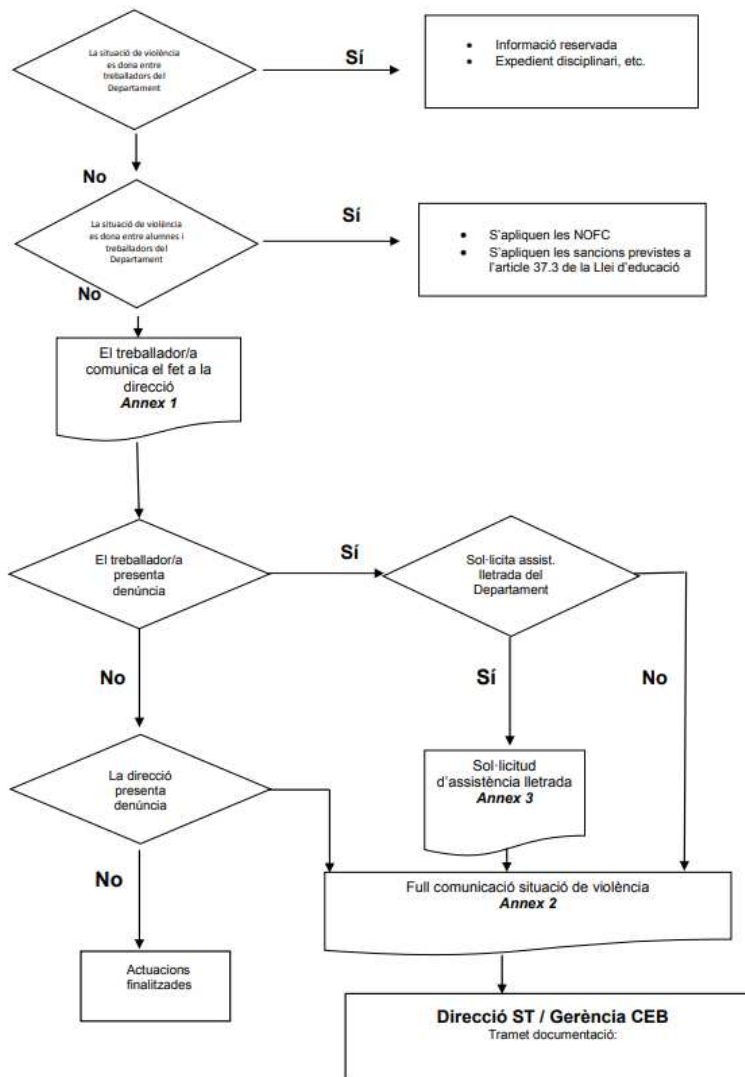 La situació de violència
es dona entre
treballadors del
Departament
Sí
• Informació reservada
• Expedient disciplinari, etc.
No
La situació de violència
es dona entre alumnes i
treballadors del
Departament
Sí
• S'apliquen les NOFC
• S'apliquen les sancions previstes a
l'article 37.3 de la Llei d'educació
No
El treballador/a
comunica el fet a la
direcció
Annex 1
El treballador/a
presenta
denúncia
Sí
Sol·licita assist.
lletrada del
Departament
No
Sí
No
La direcció
presenta
denúncia
Sol·licitud
d'assistència lletrada
Annex 3
No
Full comunicació situació de violència
Annex 2
Actuacions
finalitzades
Direcció ST / Gerència CEB
Tramet documentació: